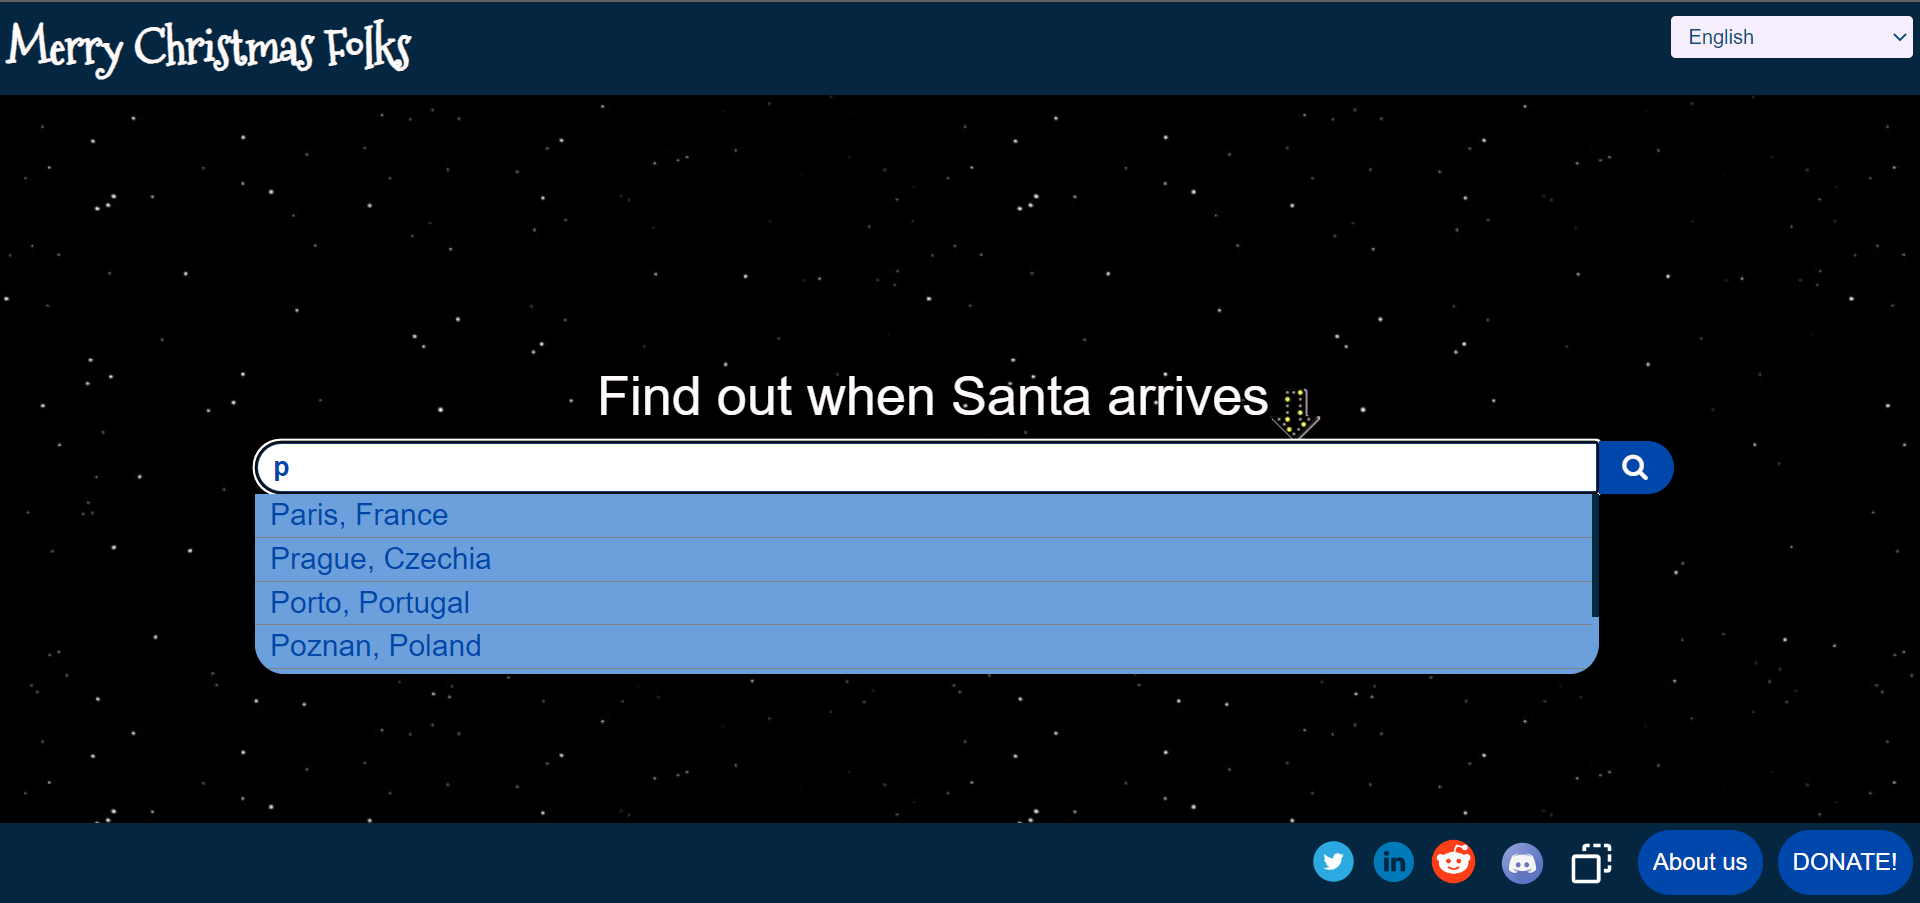 Merry Christmas Folks
English
Find out when Santa arrives
p
Paris, France
Prague, Czechia
Porto, Portugal
Poznan, Poland
in
About us
DONATE!